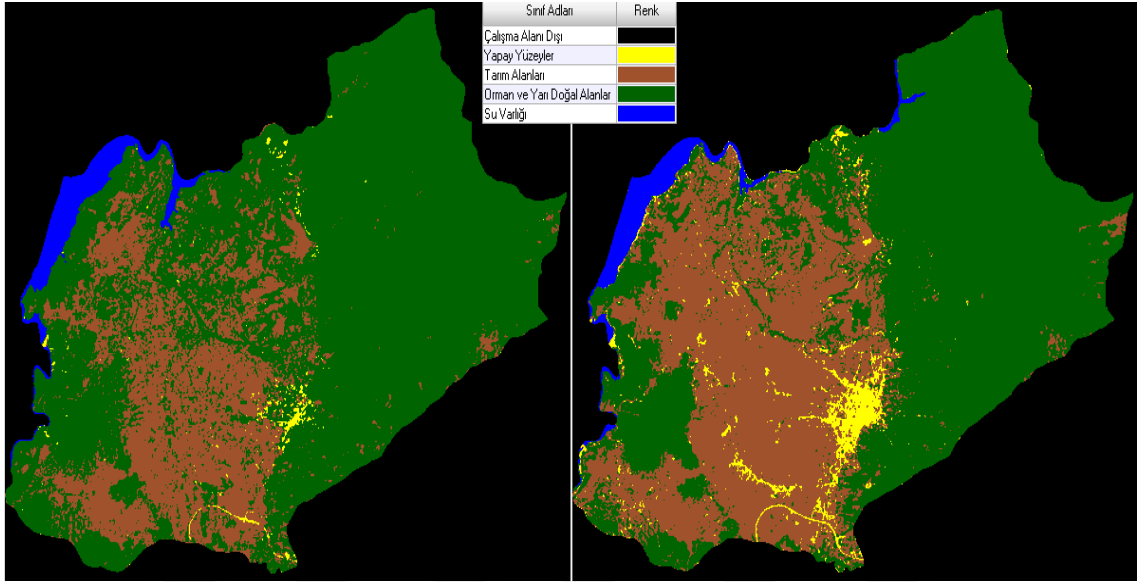 Sınıf Adları Renk
Çalışma Alanı Dışı
Yapay Yüzeyler
Tarım Alanları
Orman ve Yarı Doğal Alanlar
Su Varlığı